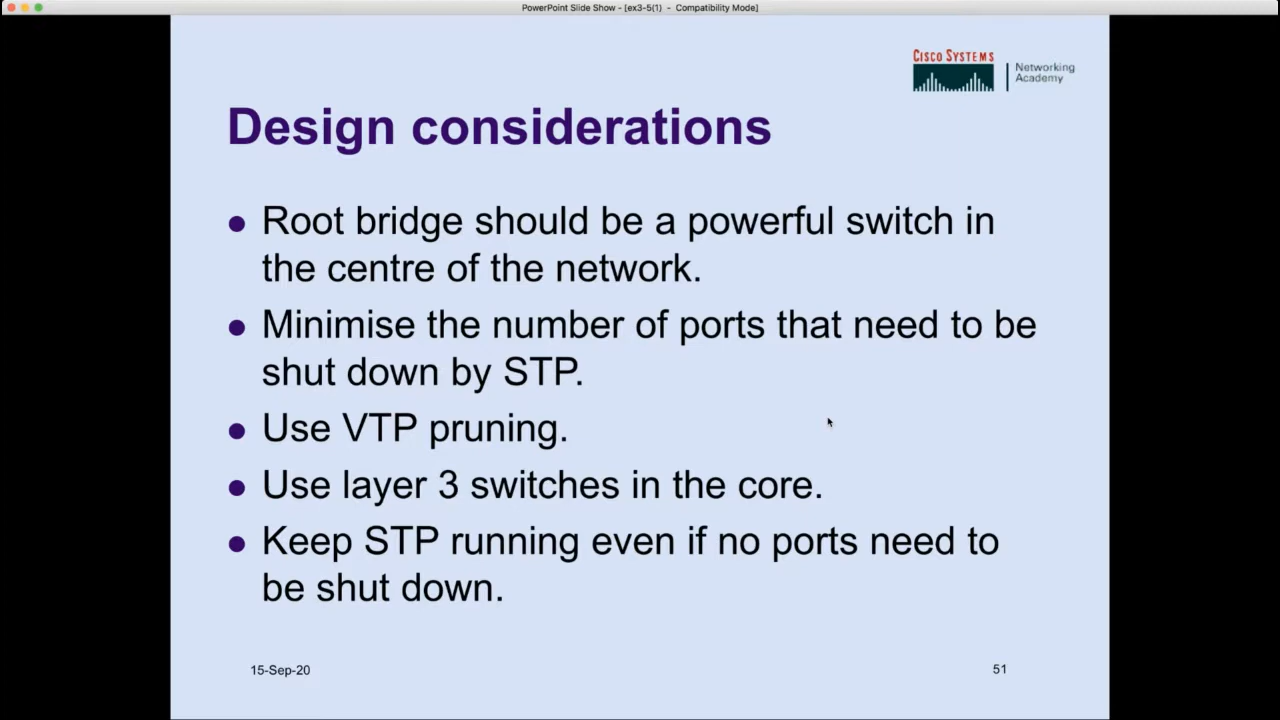 PowerPoint Slide Show - [ex3-5(1) - Compatibility Mode]
CISCO SYSTEMS
Networking
Academy
Design considerations
Root bridge should be a powerful switch in
the centre of the network.
Minimise the number of ports that need to be
shut down by STP.
Use VTP pruning.
Use layer 3 switches in the core.
Keep STP running even if no ports need to
be shut down.
15-Sep-20
51